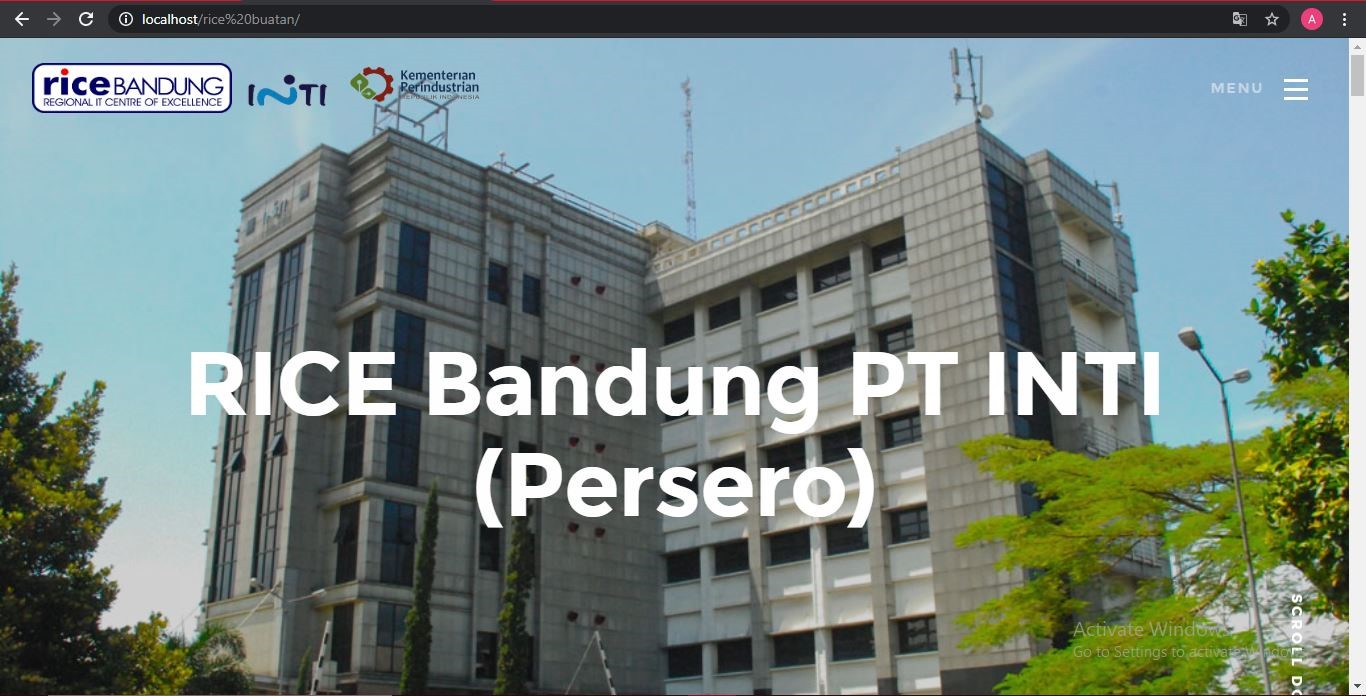 localhost/rice%20buatan/
A
rice BANDUNG
REGIONAL IT CENTRE OF EXCELLENCE
INTI
Kementerian
Perindustrian
REPUBLIK INDONESIA
MENU
RICE Bandung PT INTI
(Persero)
Activate Windows
Go to Settings to activate Windows.
SCROLL